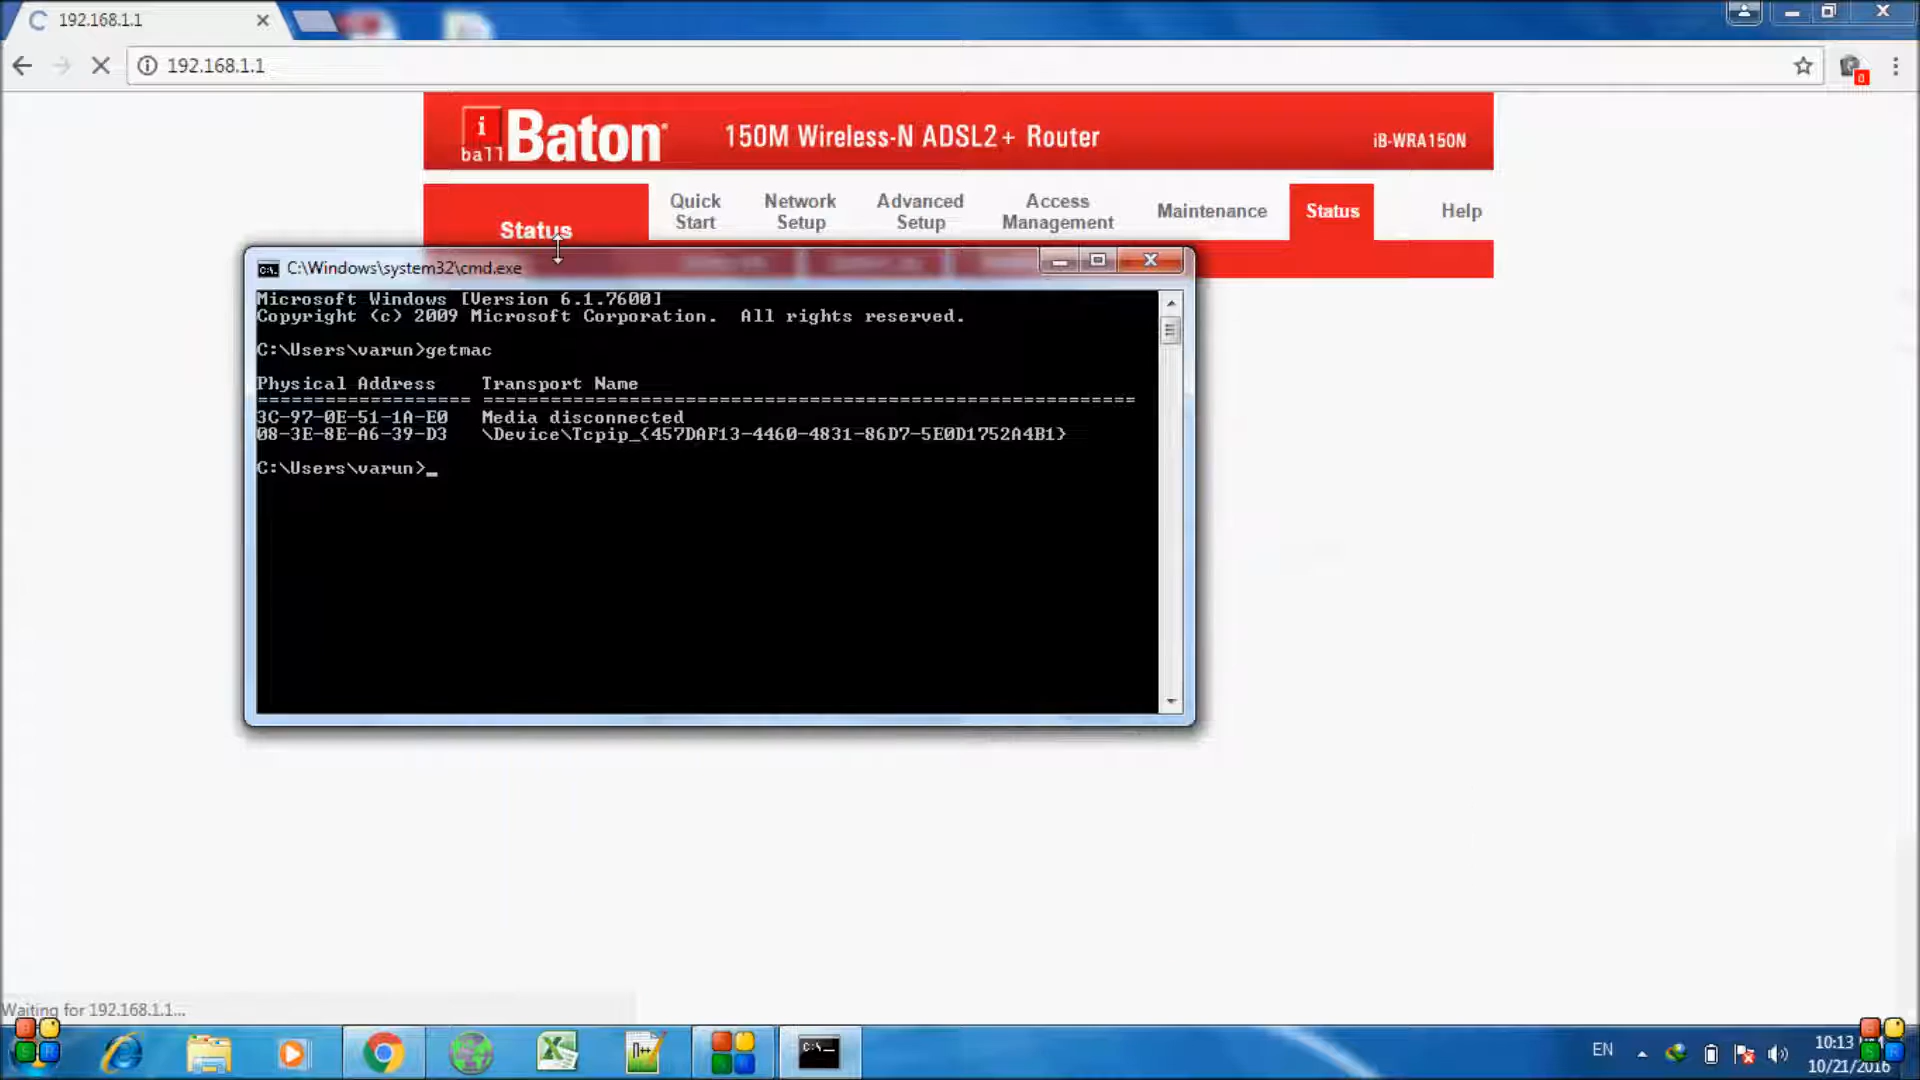 192.168.1.1
192.168.1.1
0
i
ball
Baton
150M Wireless-N ADSL2+ Router
iB-WRA150N
Status
Quick Start
Network Setup
Advanced Setup
Access Management
Maintenance
Status
Help
C:\Windows\system32\cmd.exe
Microsoft Windows [Version 6.1.7600]
Copyright (c) 2009 Microsoft Corporation. All rights reserved.
C:\Users\varun>getmac
Physical Address Transport Name
=================== ==========================================================
3C-97-0E-51-1A-E0 Media disconnected
08-3E-8E-A6-39-D3 \Device\Tcpip_{457DAF13-4460-4831-86D7-5E0D1752A4B1}
C:\Users\varun>_
Waiting for 192.168.1.1...
EN
10:13
10/21/2016